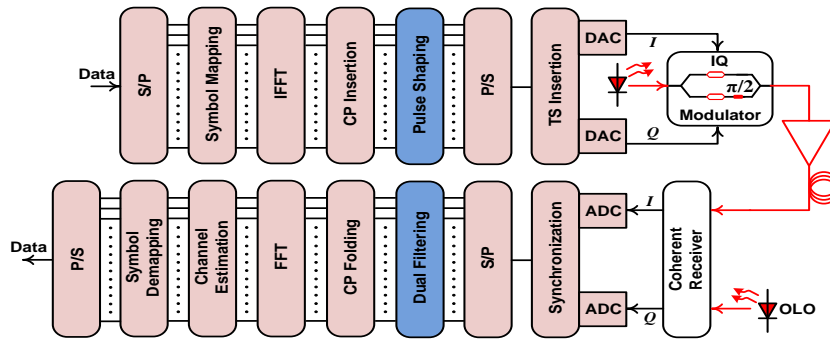 Data
S/P
Symbol Mapping
IFFT
CP Insertion
Pulse Shaping
P/S
TS Insertion
DAC
DAC
I
Q
IQ
π/2
Modulator
Data
P/S
Symbol
Demapping
Channel
Estimation
FFT
CP Folding
Dual Filtering
S/P
Synchronization
ADC
ADC
I
Q
Coherent
Receiver
OLO